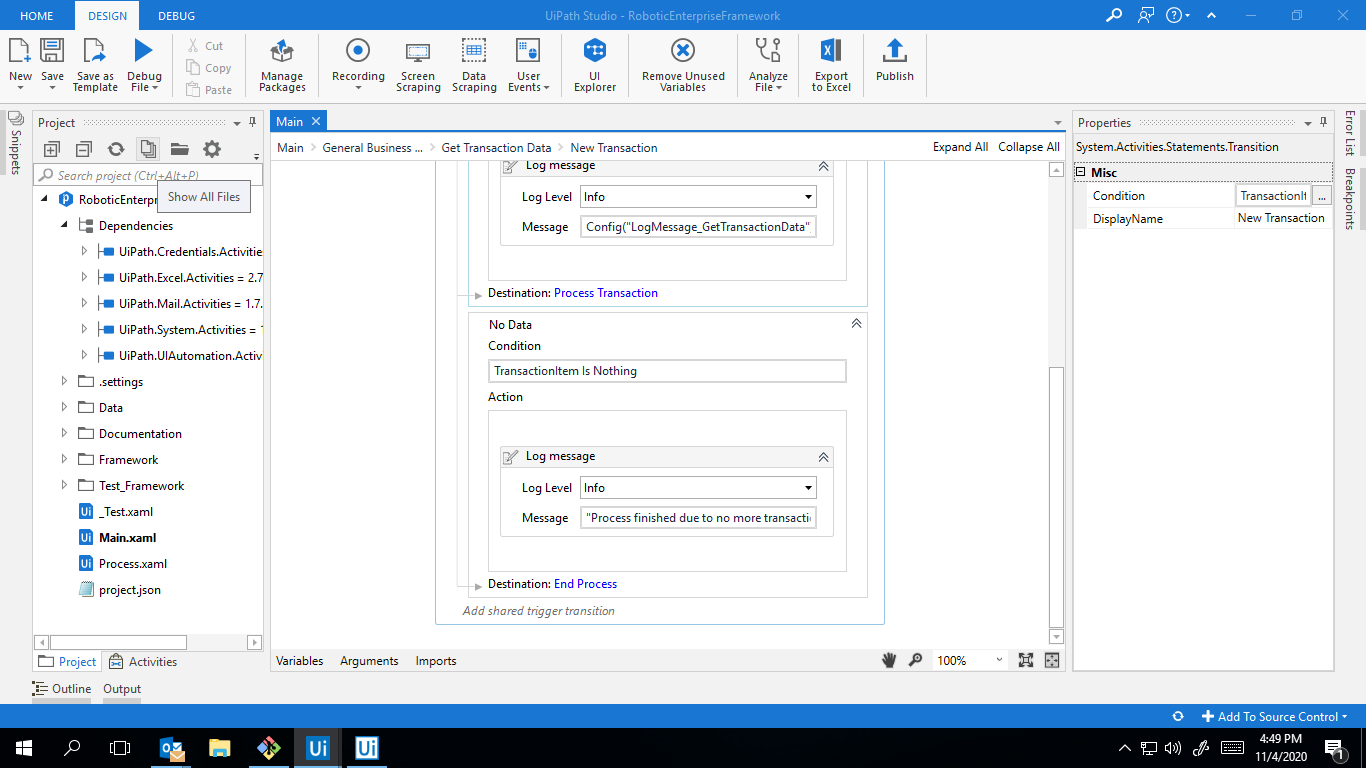 HOME DESIGN DEBUG UiPath Studio - RoboticEnterpriseFramework
New Save Save as Template Debug File
Cut
Copy
Paste
Manage Packages Recording Screen Scraping Data Scraping User Events UI Explorer Remove Unused Variables Analyze File Export to Excel Publish
Snippets
Project
Search project (Ctrl+Alt+P)
Show All Files
RoboticEnterp
Dependencies
UiPath.Credentials.Activitie
UiPath.Excel.Activities = 2.7
UiPath.Mail.Activities = 1.7.
UiPath.System.Activities = 1
UiPath.UIAutomation.Activ
.settings
Data
Documentation
Framework
Test_Framework
Ui _Test.xaml
Ui Main.xaml
Ui Process.xaml
project.json
Project Activities
Outline Output
Main
Main General Business ... Get Transaction Data New Transaction Expand All Collapse All
Log message
Log Level Info
Message Config("LogMessage_GetTransactionData"
Destination: Process Transaction
No Data
Condition
TransactionItem Is Nothing
Action
Log message
Log Level Info
Message "Process finished due to no more transacti
Destination: End Process
Add shared trigger transition
Variables Arguments Imports 100%
Properties
System.Activities.Statements.Transition
Misc
Condition TransactionIt ...
DisplayName New Transaction
Error List
Breakpoints
Add To Source Control
Ui Ui
4:49 PM
11/4/2020
1